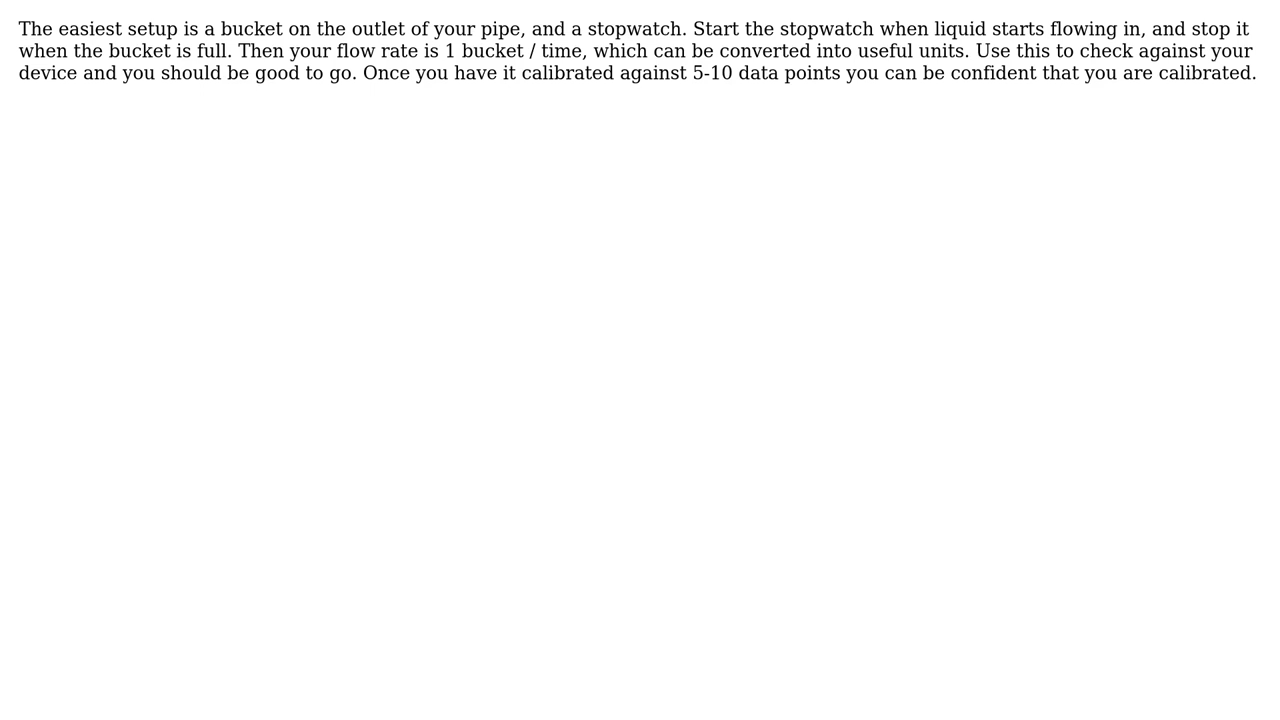 The easiest setup is a bucket on the outlet of your pipe, and a stopwatch. Start the stopwatch when liquid starts flowing in, and stop it
when the bucket is full. Then your flow rate is 1 bucket / time, which can be converted into useful units. Use this to check against your
device and you should be good to go. Once you have it calibrated against 5-10 data points you can be confident that you are calibrated.